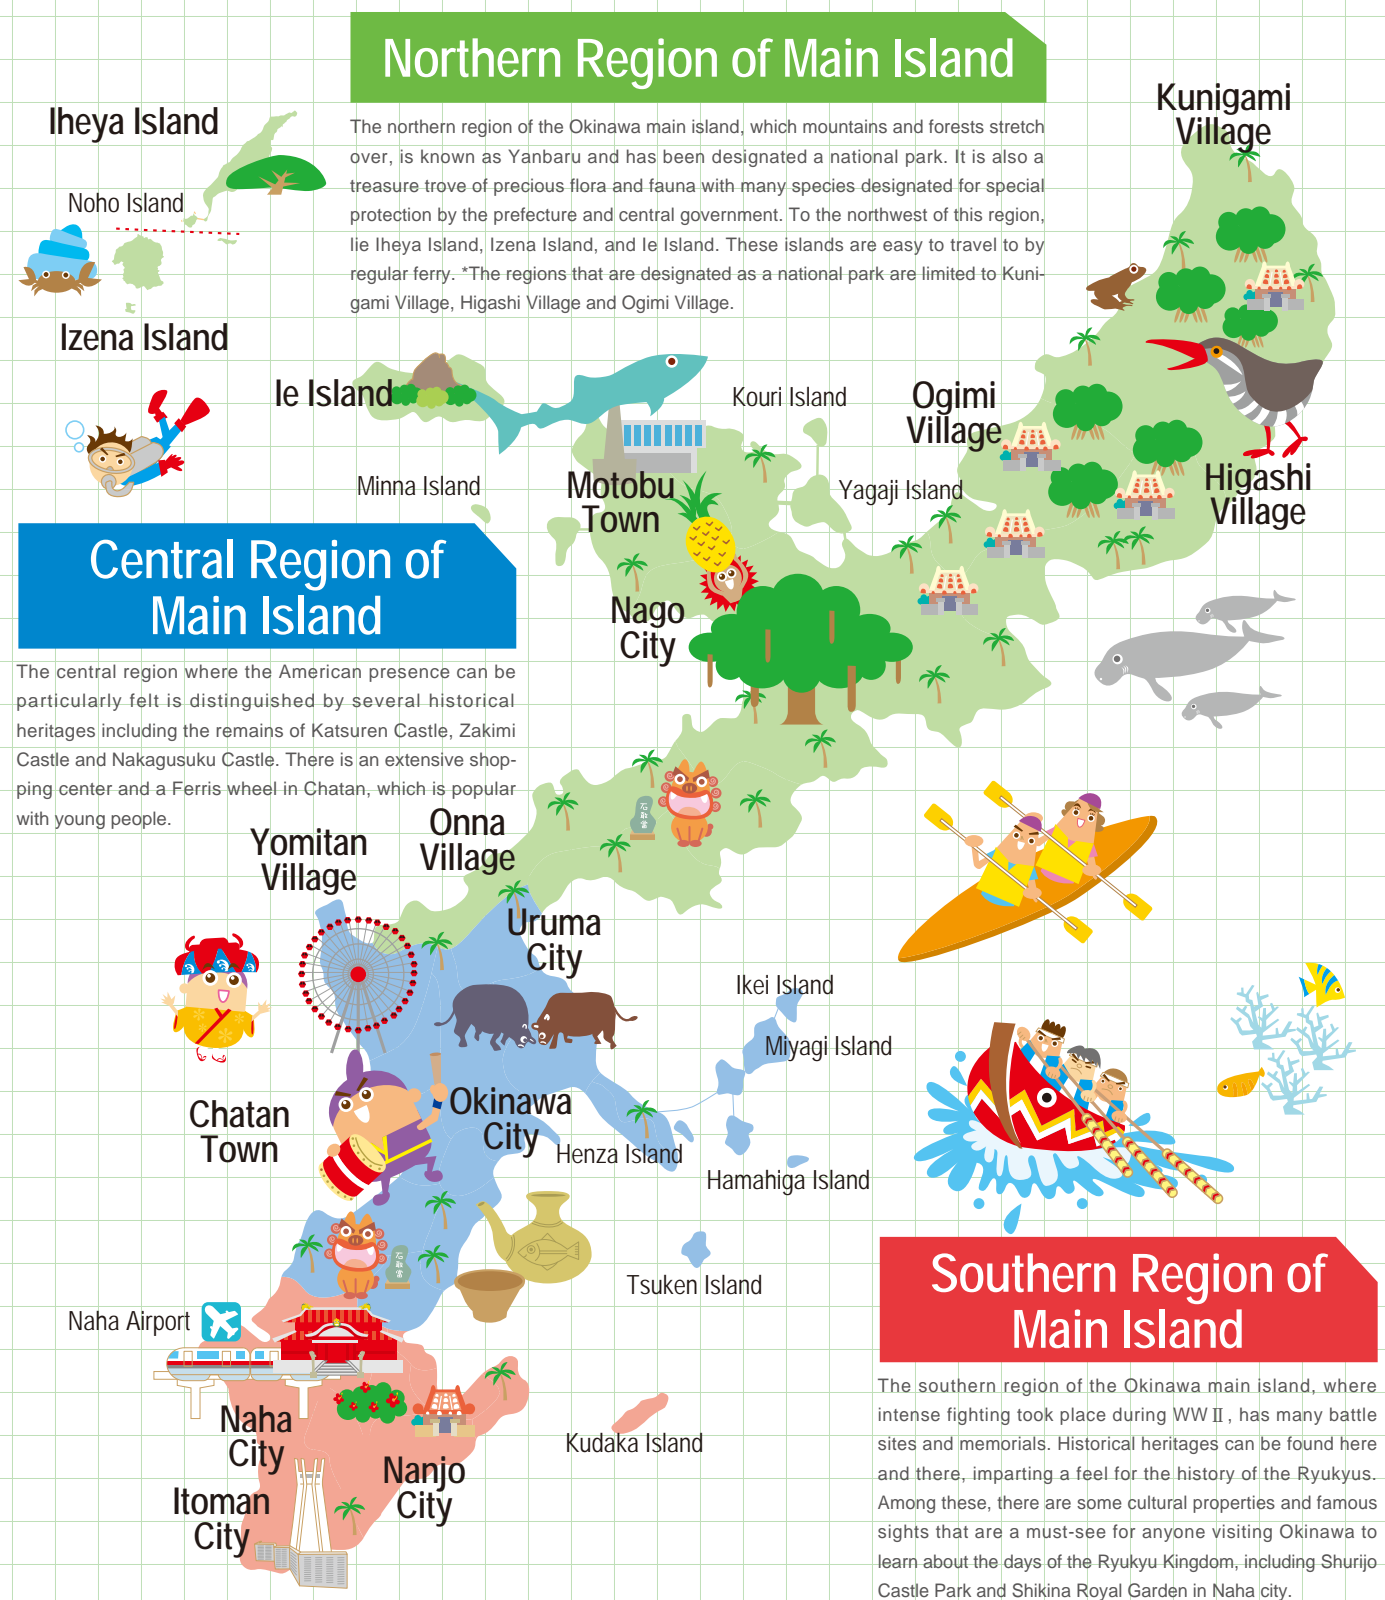 Northern Region of Main Island
The northern region of the Okinawa main island, which mountains and forests stretch
over, is known as Yanbaru and has been designated a national park. It is also a
treasure trove of precious flora and fauna with many species designated for special
protection by the prefecture and central government. To the northwest of this region,
lie Iheya Island, Izena Island, and Ie Island. These islands are easy to travel to by
regular ferry. *The regions that are designated as a national park are limited to Kuni-
gami Village, Higashi Village and Ogimi Village.
Iheya Island
Noho Island
Izena Island
Kunigami
Village
Ie Island
Kouri Island
Ogimi
Village
Minna Island
Motobu
Town
Yagaji Island
Higashi
Village
Nago
City
Central Region of
Main Island
The central region where the American presence can be
particularly felt is distinguished by several historical
heritages including the remains of Katsuren Castle, Zakimi
Castle and Nakagusuku Castle. There is an extensive shop-
ping center and a Ferris wheel in Chatan, which is popular
with young people.
Onna
Village
Yomitan
Village
Uruma
City
Ikei Island
Miyagi Island
Chatan
Town
Okinawa
City
Henza Island
Hamahiga Island
Tsuken Island
Naha Airport
Naha
City
Nanjo
City
Itoman
City
Kudaka Island
Southern Region of
Main Island
The southern region of the Okinawa main island, where
intense fighting took place during WWⅡ, has many battle
sites and memorials. Historical heritages can be found here
and there, imparting a feel for the history of the Ryukyus.
Among these, there are some cultural properties and famous
sights that are a must-see for anyone visiting Okinawa to
learn about the days of the Ryukyu Kingdom, including Shurijo
Castle Park and Shikina Royal Garden in Naha city.